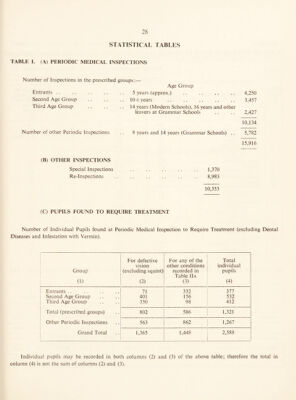 28
STATISTICAL TABLES
TABLE I. (A) PERIODIC MEDICAL INSPECTIONS
Number of Inspections in the prescribed groups:—
Age Group
Entrants .. 5 years (approx.) .. 4,250
Second Age Group .. 10+ years .. 3,457
Third Age Group .. 14 years (Modern Schools), 16 years and other
leavers at Grammar Schools .. 2,427
10,134
Number of other Periodic Inspections 8 years and 14 years (Grammar Schools) .. 5,782
15,916
(B) OTHER INSPECTIONS
Special Inspections .. 1,370
Re-Inspections .. 8,983
10,353
(C) PUPILS FOUND TO REQUIRE TREATMENT
Number of Individual Pupils found at Periodic Medical Inspection to Require Treatment (excluding Dental
Diseases and Infestation with Vermin).
Group (1) For defective vision (excluding squint) (2) For any of the other conditions recorded in Table IIA (3) Total individual pupils (4)
Entrants .. 71 332 377
Second Age Group .. 401 156 532
Third Age Group .. 330 98 412
Total (prescribed groups) .. 802 586 1,321
Other Periodic Inspections .. 563 862 1,267
Grand Total .. 1,365 1,448 2,588
Individual pupils may be recorded in both columns (2) and (3) of the above table; therefore the total in
column (4) is not the sum of columns (2) and (3).